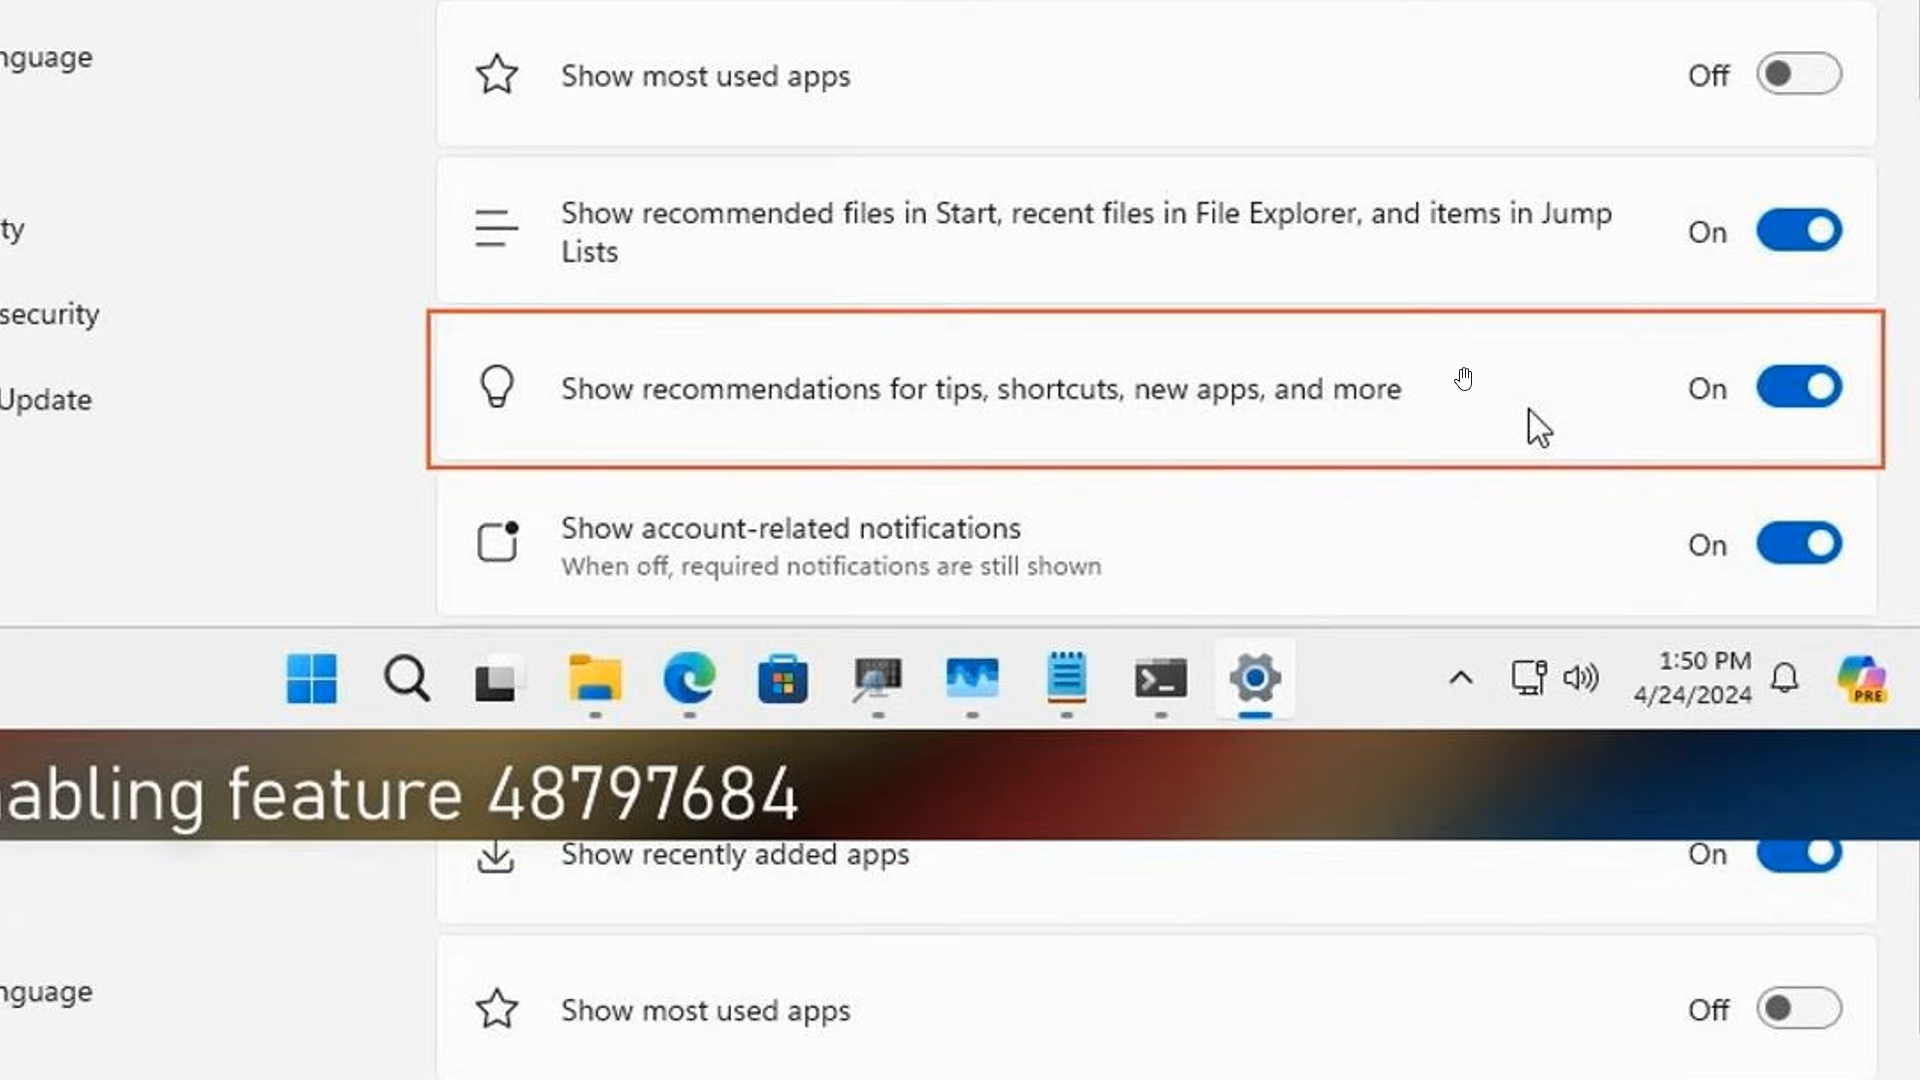 nguage
Show most used apps
Off
Show recommended files in Start, recent files in File Explorer, and items in Jump
Lists
On
ty
security
Show recommendations for tips, shortcuts, new apps, and more
On
Update
Show account-related notifications
When off, required notifications are still shown
On
1:50 PM
4/24/2024
PRE
abling feature 48797684
Show recently added apps
On
nguage
Show most used apps
Off